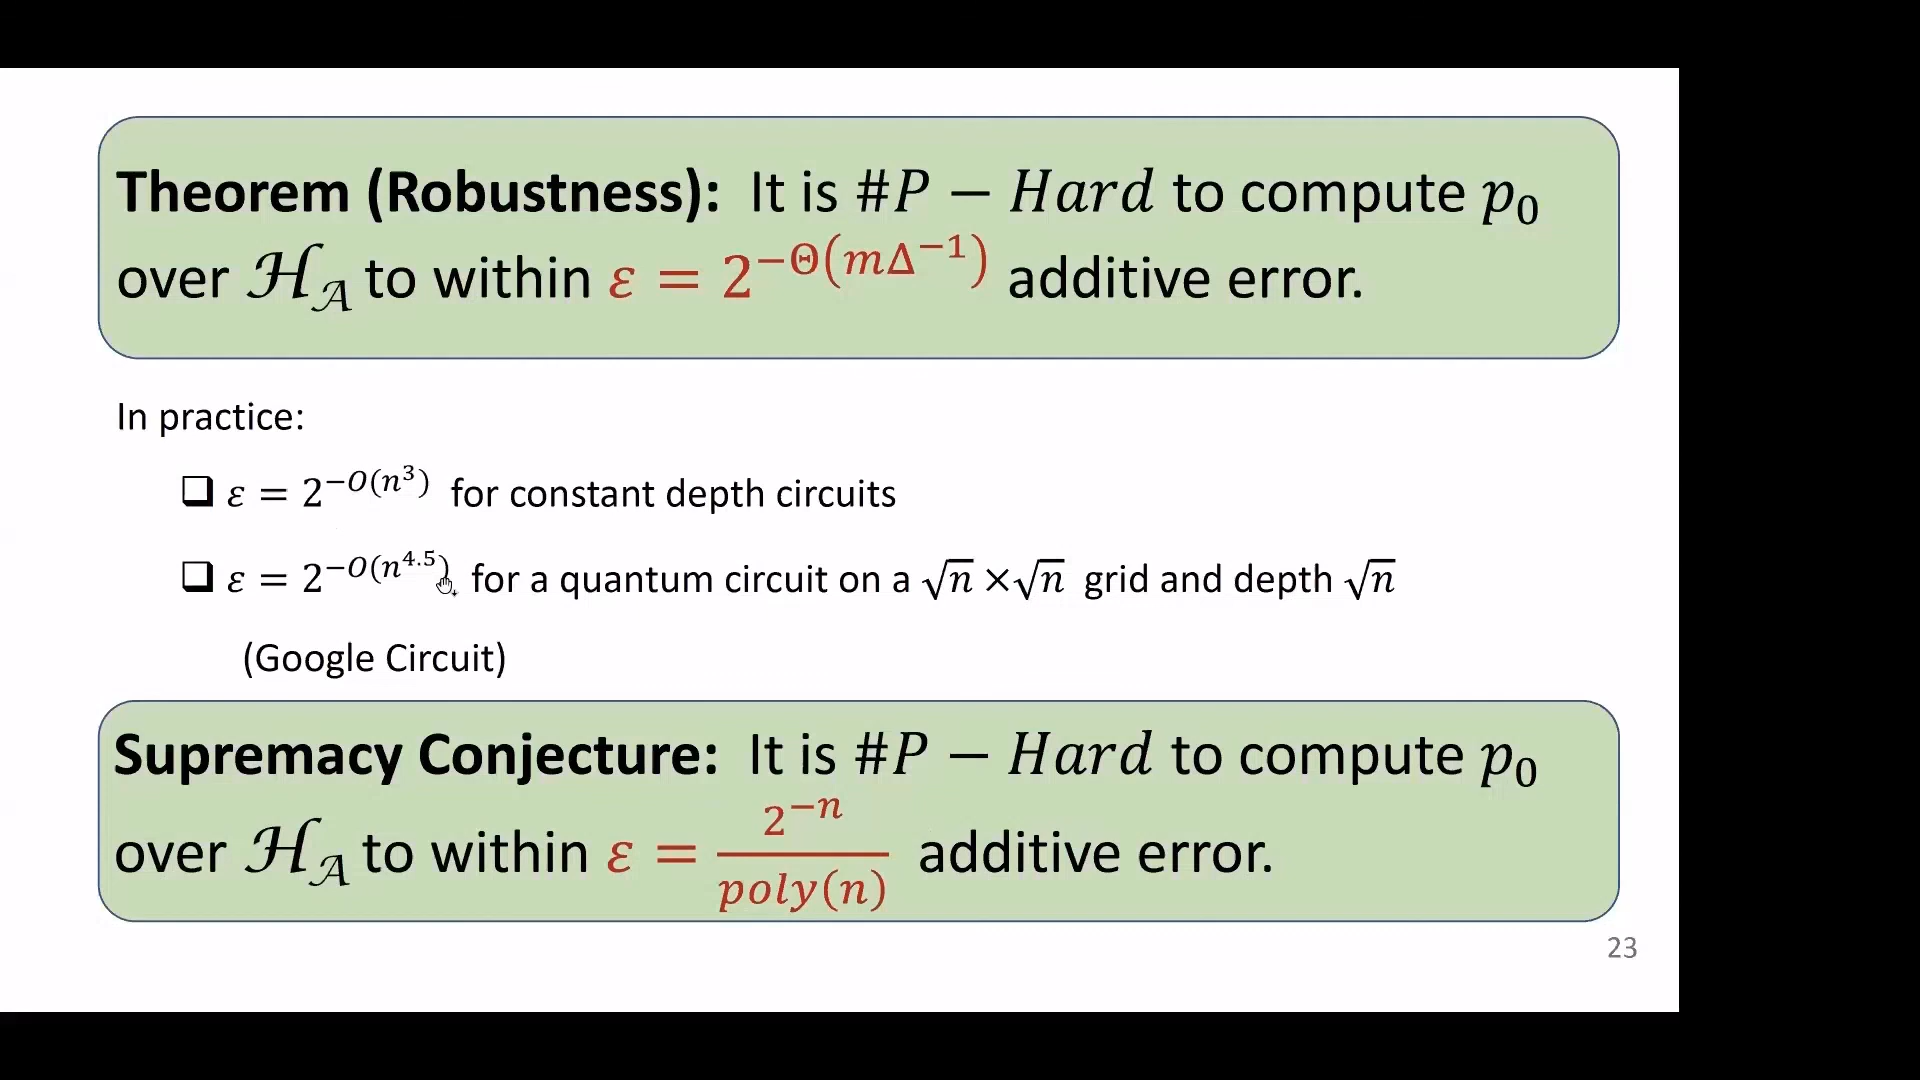 Theorem (Robustness): It is #P − Hard to compute p₀
over ℋ_𝒜 to within ε = 2^{−Θ(mΔ^{−1})} additive error.
In practice:
❑ ε = 2^{−O(n^3)} for constant depth circuits
❑ ε = 2^{−O(n^{4.5})} for a quantum circuit on a √n ×√n grid and depth √n
(Google Circuit)
Supremacy Conjecture: It is #P − Hard to compute p₀
over ℋ_𝒜 to within ε = 2^{−n}/poly(n) additive error.
23